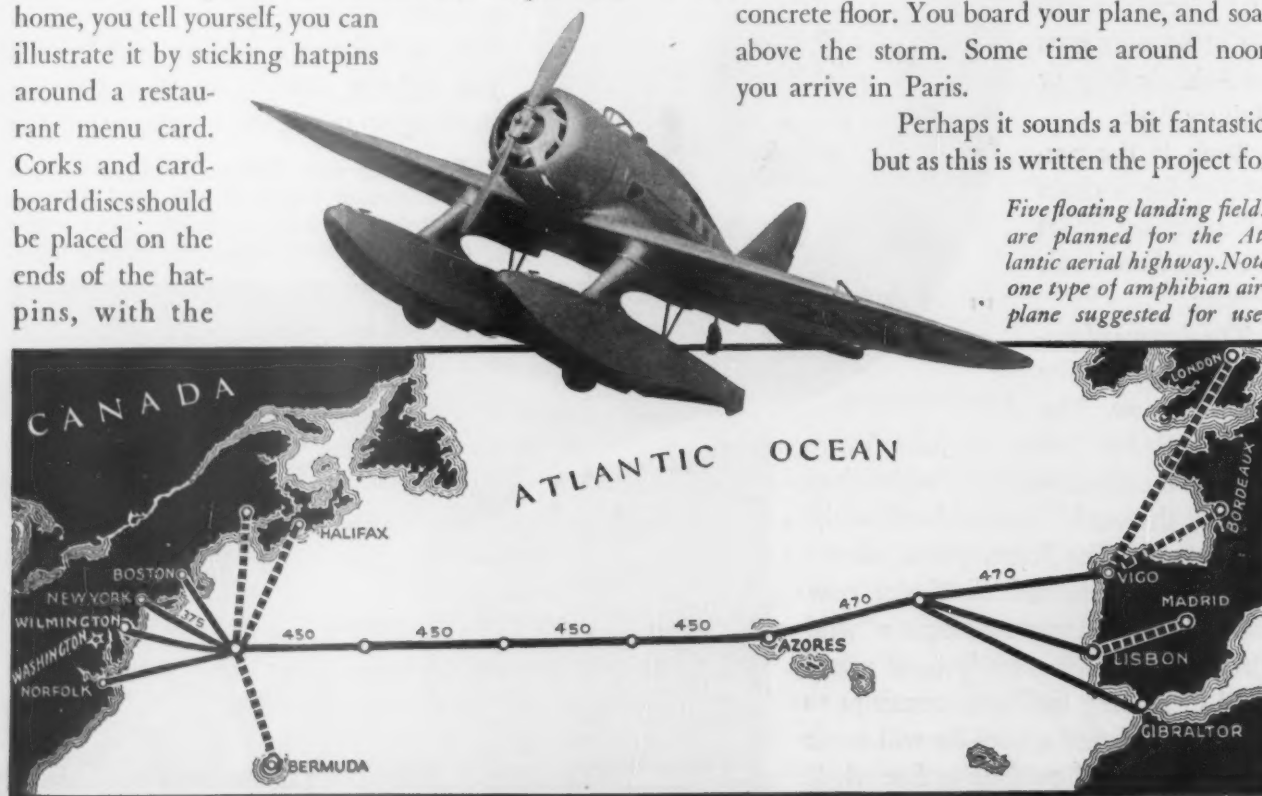 home, you tell yourself, you can
illustrate it by sticking hatpins
around a restau-
rant menu card.
Corks and card-
board discs should
be placed on the
ends of the hat-
pins, with the
concrete floor. You board your plane, and soa
above the storm. Some time around noon
you arrive in Paris.
Perhaps it sounds a bit fantastic
but as this is written the project fo
Five floating landing field
are planned for the At-
lantic aerial highway. Note
one type of amphibian air-
plane suggested for use
CANADA
ATLANTIC OCEAN
HALIFAX
BOSTON
NEW YORK
375
WILMINGTON
WASHINGTON
NORFOLK
BERMUDA
450
450
450
450
AZORES
470
470
LONDON
BORDEAUX
VIGO
MADRID
LISBON
GIBRALTOR